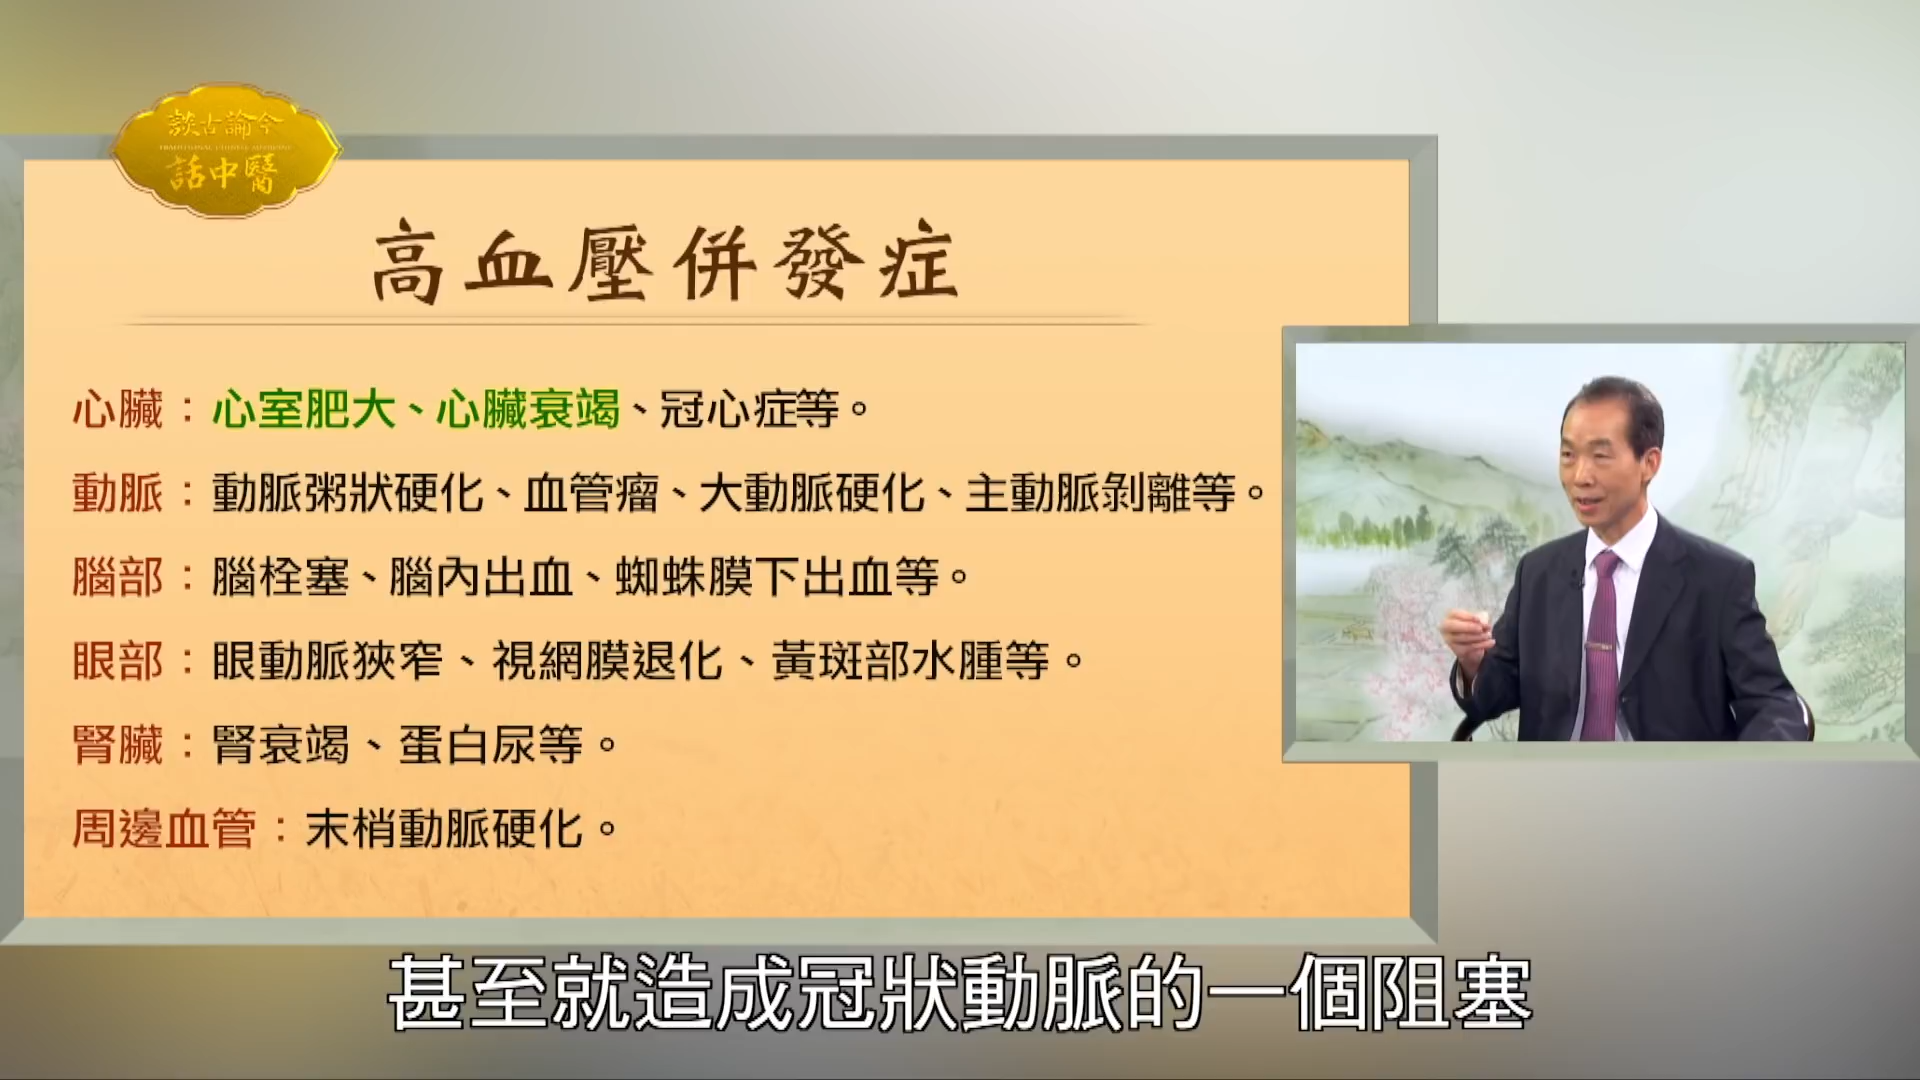 談古論今
TRADITIONAL CHINESE MEDICINE
話中醫
高血壓併發症
心臟：心室肥大、心臟衰竭、冠心症等。
動脈：動脈粥狀硬化、血管瘤、大動脈硬化、主動脈剝離等。
腦部：腦栓塞、腦內出血、蜘蛛膜下出血等。
眼部：眼動脈狹窄、視網膜退化、黃斑部水腫等。
腎臟：腎衰竭、蛋白尿等。
周邊血管：末梢動脈硬化。
甚至就造成冠狀動脈的一個阻塞